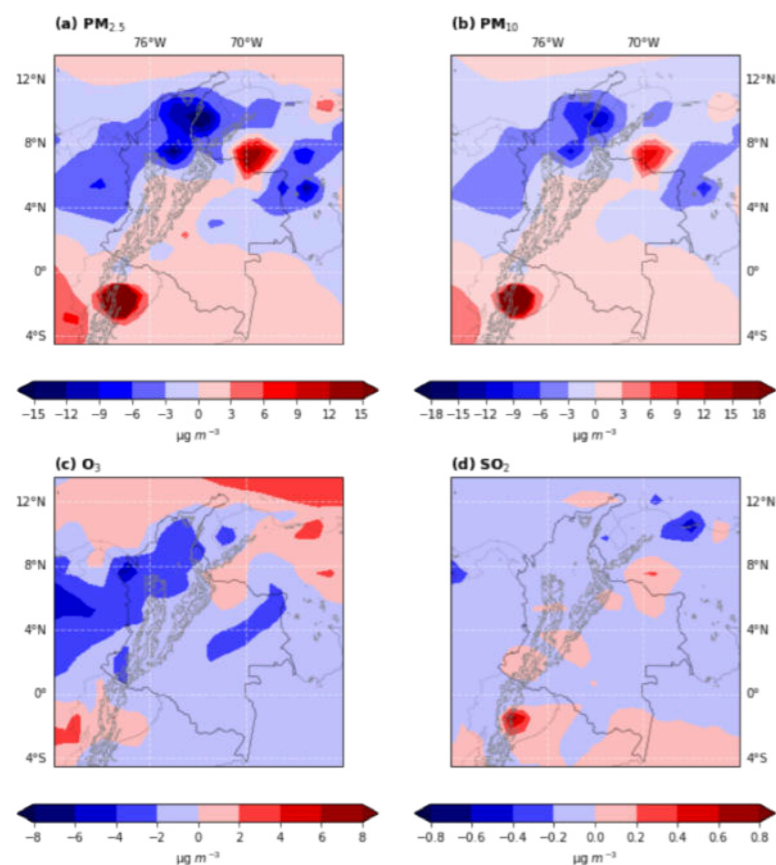 (a) PM₂.₅
(b) PM₁₀
76°W 70°W
76°W 70°W
12°N
8°N
4°N
0°
4°S
12°N
8°N
4°N
0°
4°S
−15 −12 −9 −6 −3 0 3 6 9 12 15
µg m⁻³
−18 −15 −12 −9 −6 −3 0 3 6 9 12 15 18
µg m⁻³
(c) O₃
(d) SO₂
12°N
8°N
4°N
0°
4°S
12°N
8°N
4°N
0°
4°S
−8 −6 −4 −2 0 2 4 6 8
µg m⁻³
−0.8 −0.6 −0.4 −0.2 0.0 0.2 0.4 0.6 0.8
µg m⁻³